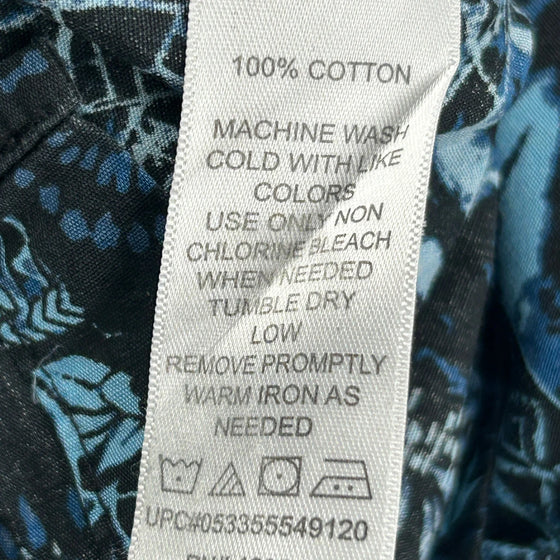 100% COTTON
MACHINE WASH
COLD WITH LIKE
COLORS
USE ONLY NON
CHLORINE BLEACH
WHEN NEEDED
TUMBLE DRY
LOW
REMOVE PROMPTLY
WARM IRON AS
NEEDED
UPC#053355549120